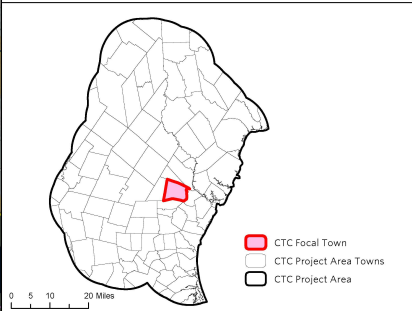 CTC Focal Town
CTC Project Area Towns
CTC Project Area
0 5 10 20 Miles